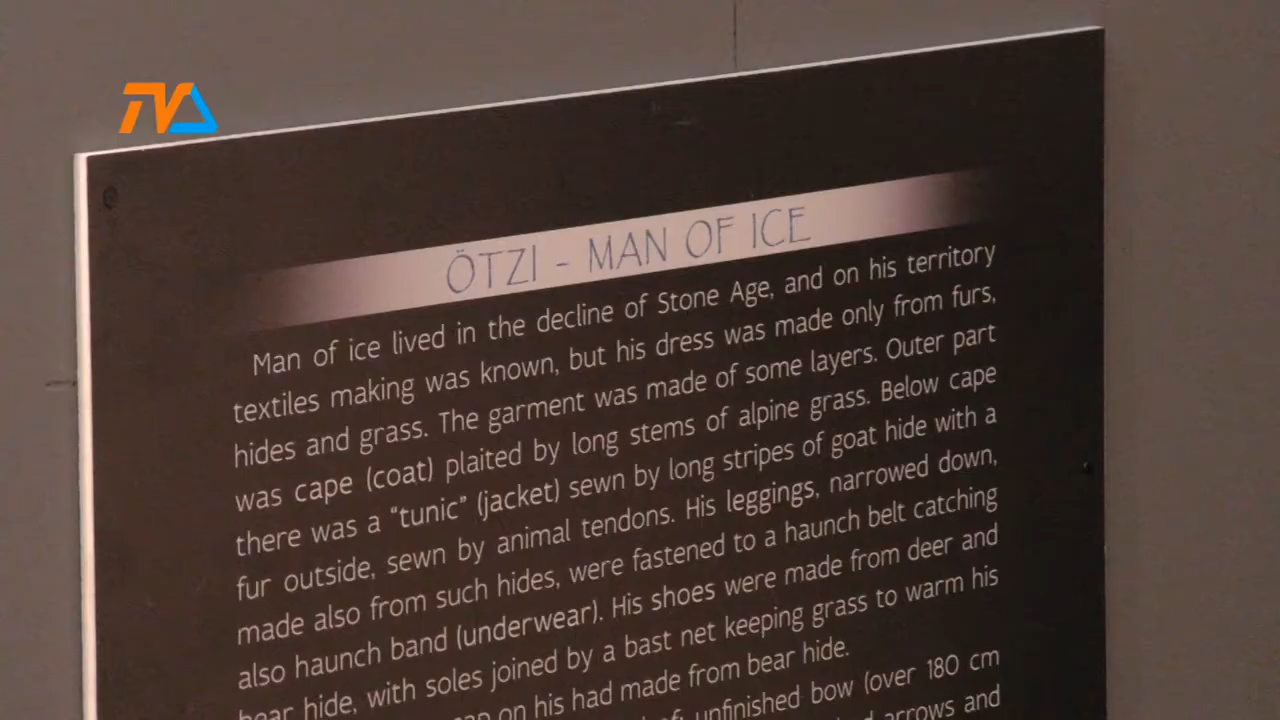 TVA
ÖTZI - MAN OF ICE
Man of ice lived in the decline of Stone Age, and on his territory
textiles making was known, but his dress was made only from furs,
hides and grass. The garment was made of some layers. Outer part
was cape (coat) plaited by long stems of alpine grass. Below cape
there was a “tunic” (jacket) sewn by long stripes of goat hide with a
fur outside, sewn by animal tendons. His leggings, narrowed down,
made also from such hides, were fastened to a haunch belt catching
also haunch band (underwear). His shoes were made from deer and
bear hide, with soles joined by a bast net keeping grass to warm his
on his had made from bear hide.
unfinished bow (over 180 cm
arrows and